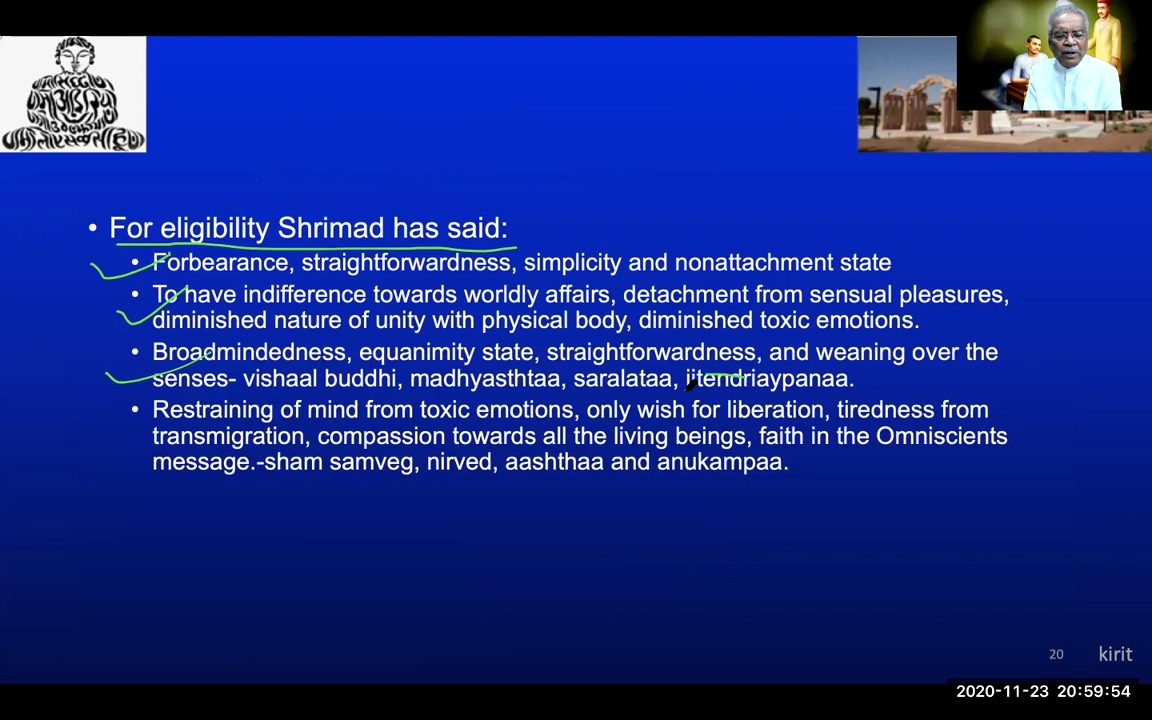 • For eligibility Shrimad has said:
• Forbearance, straightforwardness, simplicity and nonattachment state
• To have indifference towards worldly affairs, detachment from sensual pleasures,
diminished nature of unity with physical body, diminished toxic emotions.
• Broadmindedness, equanimity state, straightforwardness, and weaning over the
senses- vishaal buddhi, madhyasthtaa, saralataa, jitendriaypanaa.
• Restraining of mind from toxic emotions, only wish for liberation, tiredness from
transmigration, compassion towards all the living beings, faith in the Omniscients
message.-sham samveg, nirved, aashthaa and anukampaa.
20 kirit
2020-11-23 20:59:54